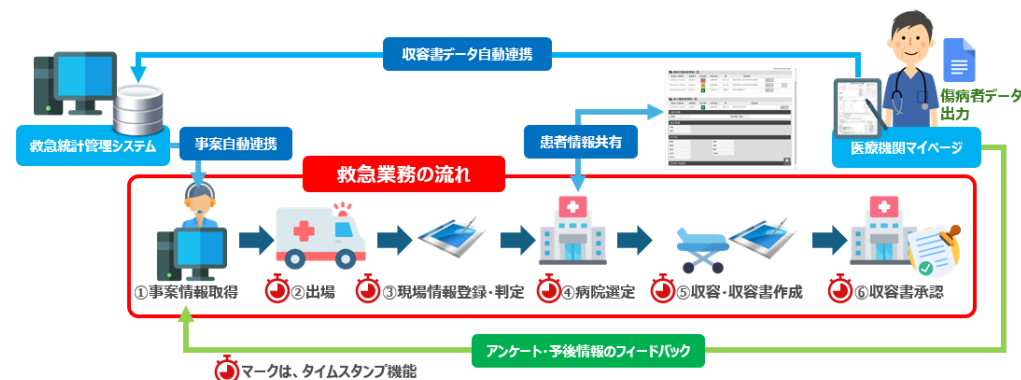 収容書データ自動連携
傷病者データ
出力
救急統計管理システム
事案自動連携
患者情報共有
医療機関マイページ
救急業務の流れ
①事案情報取得
②出場
③現場情報登録・判定
④病院選定
⑤収容・収容書作成
⑥収容書承認
アンケート・予後情報のフィードバック
マークは、タイムスタンプ機能